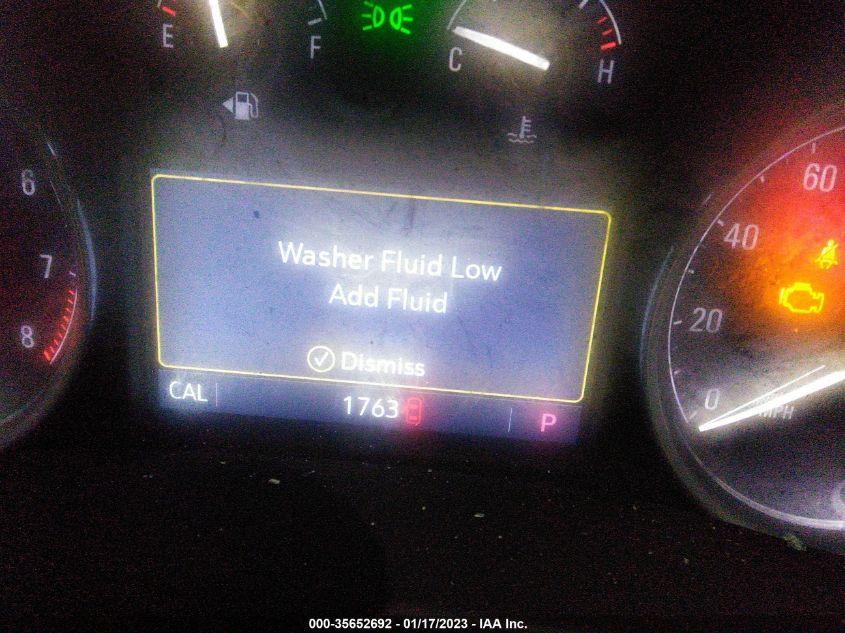 E F C H
6
7
8
60
40
20
0
MPH
Washer Fluid Low
Add Fluid
Dismiss
CAL 1763 P
000-35652692 - 01/17/2023 - IAA Inc.